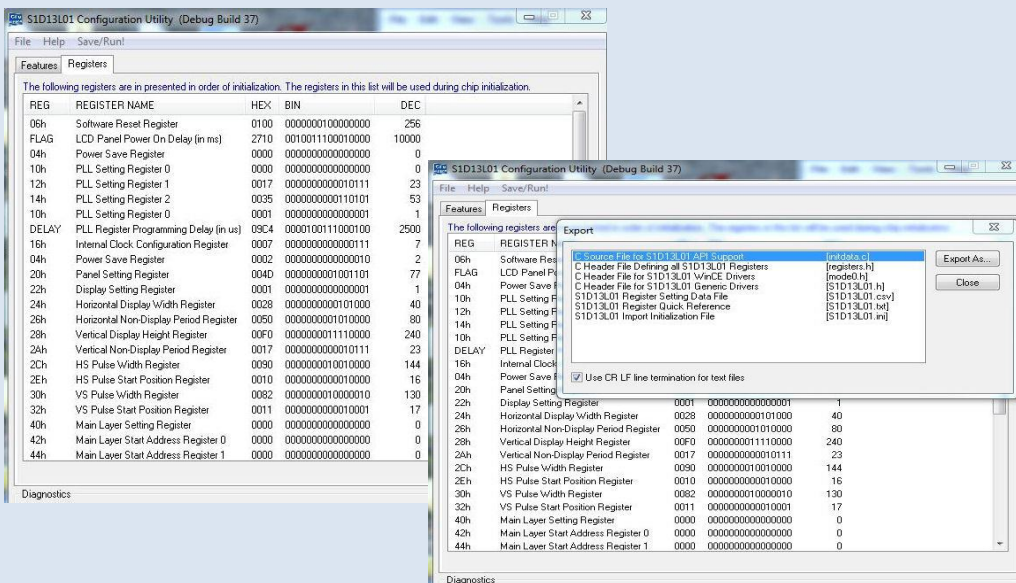 S1D13L01 Configuration Utility (Debug Build 37)
File Help Save/Run!
Features Registers
The following registers are in presented in order of initialization. The registers in this list will be used during chip initialization.
REG REGISTER NAME HEX BIN DEC
06h Software Reset Register 0100 0000000100000000 256
FLAG LCD Panel Power On Delay (in ms) 2710 0010011100010000 10000
04h Power Save Register 0000 0000000000000000 0
10h PLL Setting Register 0 0000 0000000000000000 0
12h PLL Setting Register 1 0017 0000000000010111 23
14h PLL Setting Register 2 0035 0000000000110101 53
10h PLL Setting Register 0 0001 0000000000000001 1
DELAY PLL Register Programming Delay (in us) 09C4 0000100111000100 2500
16h Internal Clock Configuration Register 0007 0000000000000111 7
04h Power Save Register 0002 0000000000000010 2
20h Panel Setting Register 004D 0000000001001101 77
22h Display Setting Register 0001 0000000000000001 1
24h Horizontal Display Width Register 0028 0000000000101000 40
26h Horizontal Non-Display Period Register 0050 0000000001010000 80
28h Vertical Display Height Register 00F0 0000000011110000 240
2Ah Vertical Non-Display Period Register 0017 0000000000010111 23
2Ch HS Pulse Width Register 0090 0000000010010000 144
2Eh HS Pulse Start Position Register 0010 0000000000010000 16
30h VS Pulse Width Register 0082 0000000010000010 130
32h VS Pulse Start Position Register 0011 0000000000010001 17
40h Main Layer Setting Register 0000 0000000000000000 0
42h Main Layer Start Address Register 0 0000 0000000000000000 0
44h Main Layer Start Address Register 1 0000 0000000000000000 0
Diagnostics
S1D13L01 Configuration Utility (Debug Build 37)
File Help Save/Run!
Features Registers
The following registers are
REG REGISTER N
06h Software Res
FLAG LCD Panel Po
04h Power Save F
10h PLL Setting F
12h PLL Setting F
14h PLL Setting F
10h PLL Setting F
DELAY PLL Register
16h Internal Clock
04h Power Save F
20h Panel Setting
22h Display Setting Register 0001 0000000000000001 1
24h Horizontal Display Width Register 0028 0000000000101000 40
26h Horizontal Non-Display Period Register 0050 0000000001010000 80
28h Vertical Display Height Register 00F0 0000000011110000 240
2Ah Vertical Non-Display Period Register 0017 0000000000010111 23
2Ch HS Pulse Width Register 0090 0000000010010000 144
2Eh HS Pulse Start Position Register 0010 0000000000010000 16
30h VS Pulse Width Register 0082 0000000010000010 130
32h VS Pulse Start Position Register 0011 0000000000010001 17
40h Main Layer Setting Register 0000 0000000000000000 0
42h Main Layer Start Address Register 0 0000 0000000000000000 0
44h Main Layer Start Address Register 1 0000 0000000000000000 0
Diagnostics
Export
C Source File for S1D13L01 API Support [initdata.c]
C Header File Defining all S1D13L01 Registers [registers.h]
C Header File for S1D13L01 WinCE Drivers [mode0.h]
C Header File for S1D13L01 Generic Drivers [S1D13L01.h]
S1D13L01 Register Setting Data File [S1D13L01.csv]
S1D13L01 Register Quick Reference [S1D13L01.txt]
S1D13L01 Import Initialization File [S1D13L01.ini]
Export As...
Close
Use CR LF line termination for text files